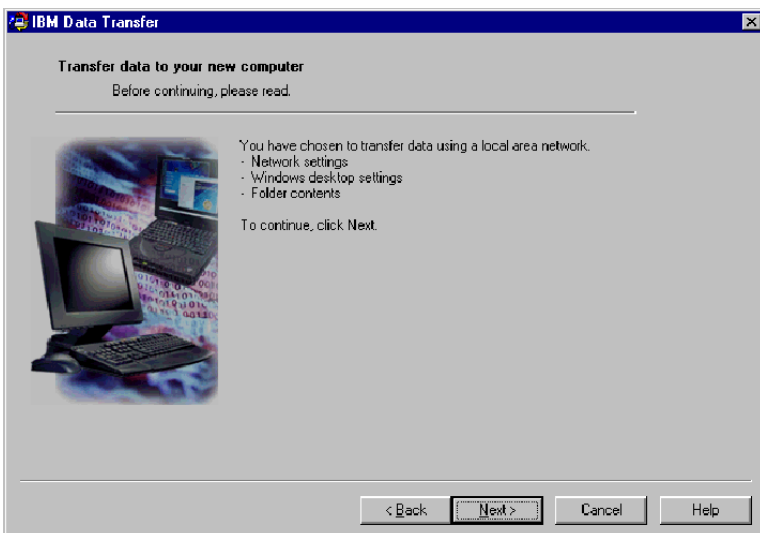 IBM Data Transfer
Transfer data to your new computer
Before continuing, please read.
You have chosen to transfer data using a local area network.
- Network settings
- Windows desktop settings
- Folder contents
To continue, click Next.
< Back
Next >
Cancel
Help